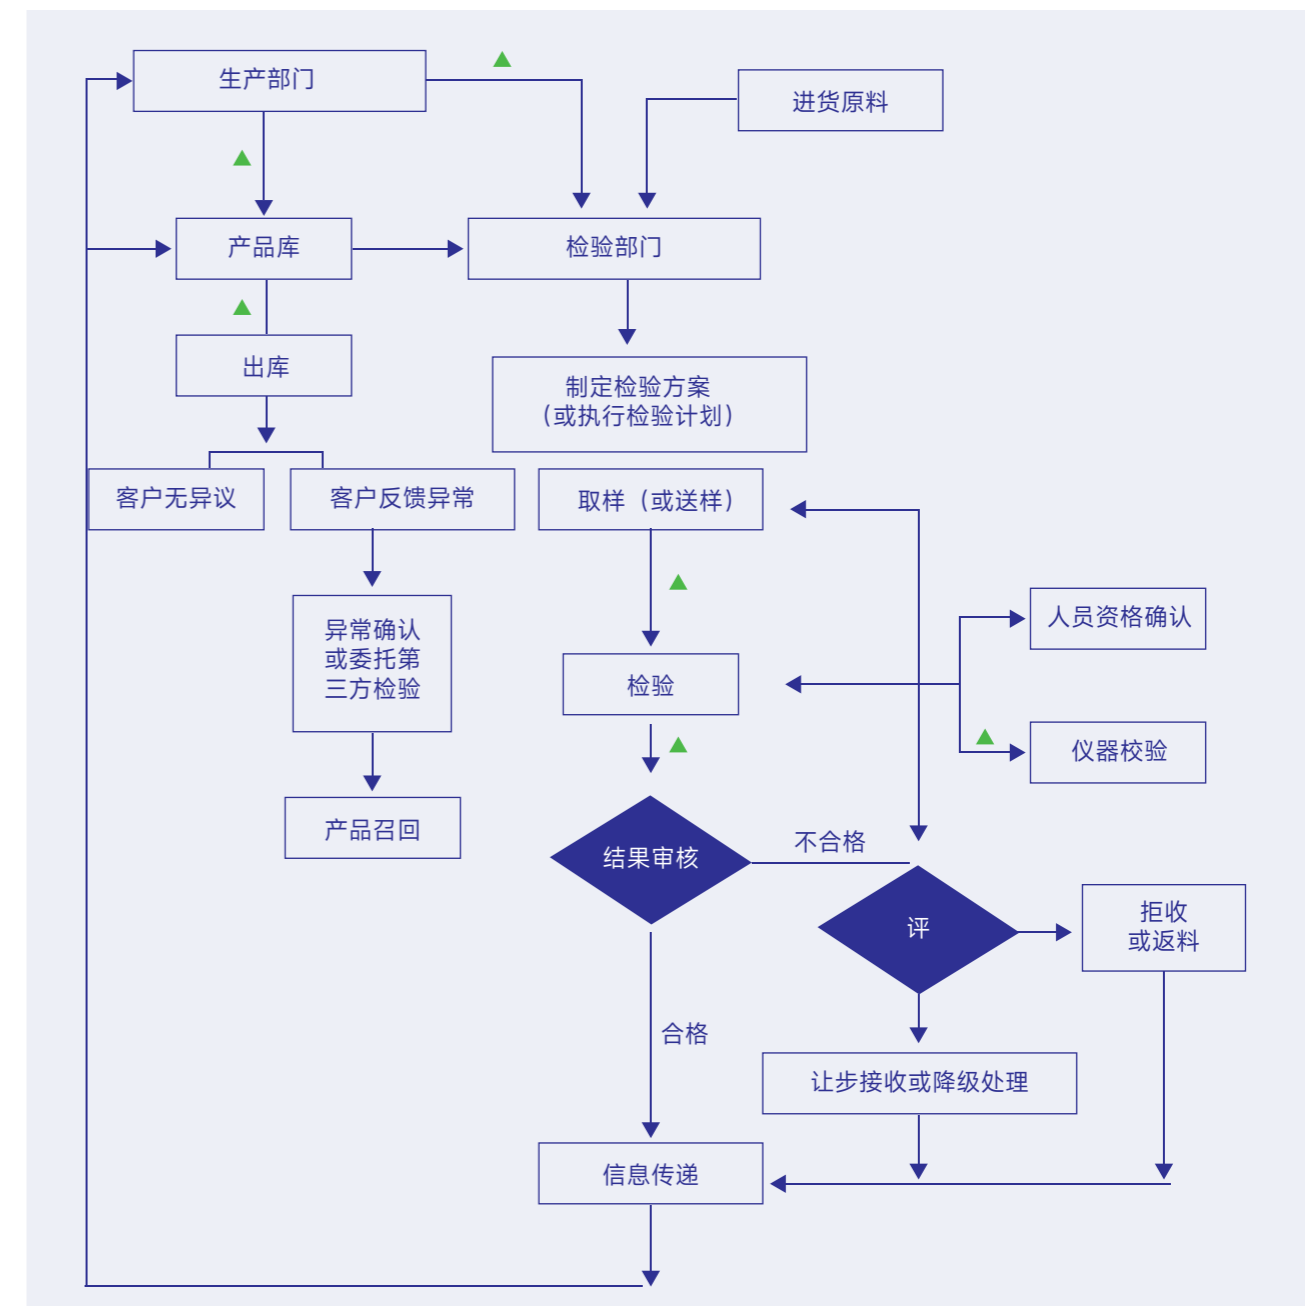 生产部门
进货原料
产品库
检验部门
出库
制定检验方案
（或执行检验计划）
客户无异议
客户反馈异常
取样（或送样）
异常确认
或委托第
三方检验
人员资格确认
检验
仪器校验
产品召回
结果审核
不合格
评
拒收
或返料
合格
让步接收或降级处理
信息传递